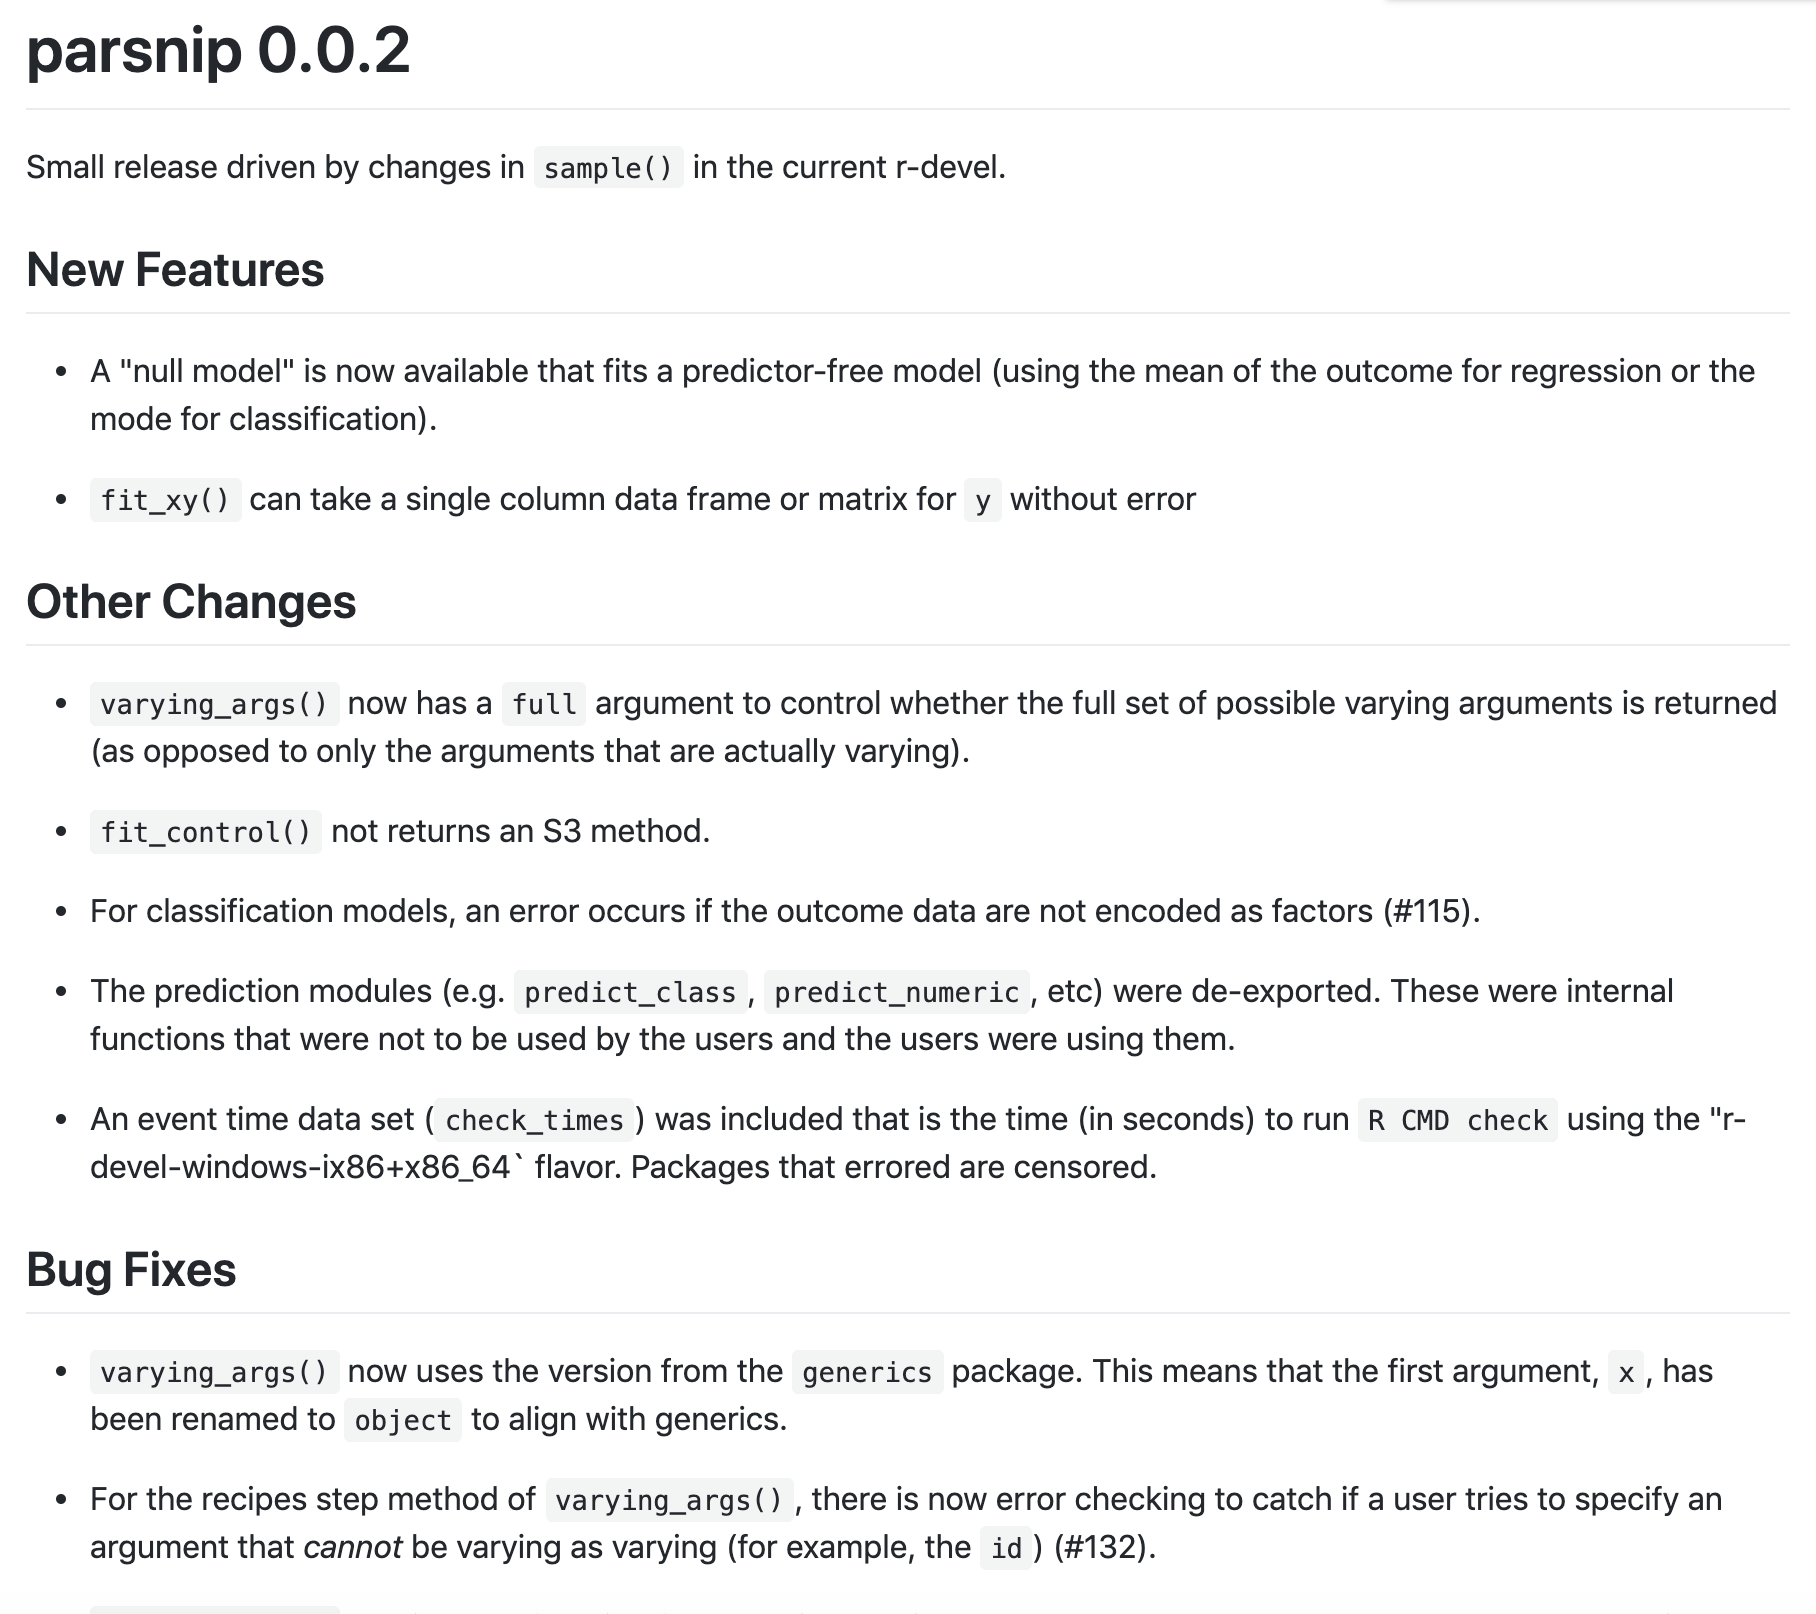 parsnip 0.0.2
Small release driven by changes in sample() in the current r-devel.
New Features
• A "null model" is now available that fits a predictor-free model (using the mean of the outcome for regression or the
mode for classification).
• fit_xy() can take a single column data frame or matrix for y without error
Other Changes
• varying_args() now has a full argument to control whether the full set of possible varying arguments is returned
(as opposed to only the arguments that are actually varying).
• fit_control() not returns an S3 method.
• For classification models, an error occurs if the outcome data are not encoded as factors (#115).
• The prediction modules (e.g. predict_class, predict_numeric, etc) were de-exported. These were internal
functions that were not to be used by the users and the users were using them.
• An event time data set (check_times) was included that is the time (in seconds) to run R CMD check using the "r-
devel-windows-ix86+x86_64` flavor. Packages that errored are censored.
Bug Fixes
• varying_args() now uses the version from the generics package. This means that the first argument, x, has
been renamed to object to align with generics.
• For the recipes step method of varying_args(), there is now error checking to catch if a user tries to specify an
argument that cannot be varying as varying (for example, the id) (#132).